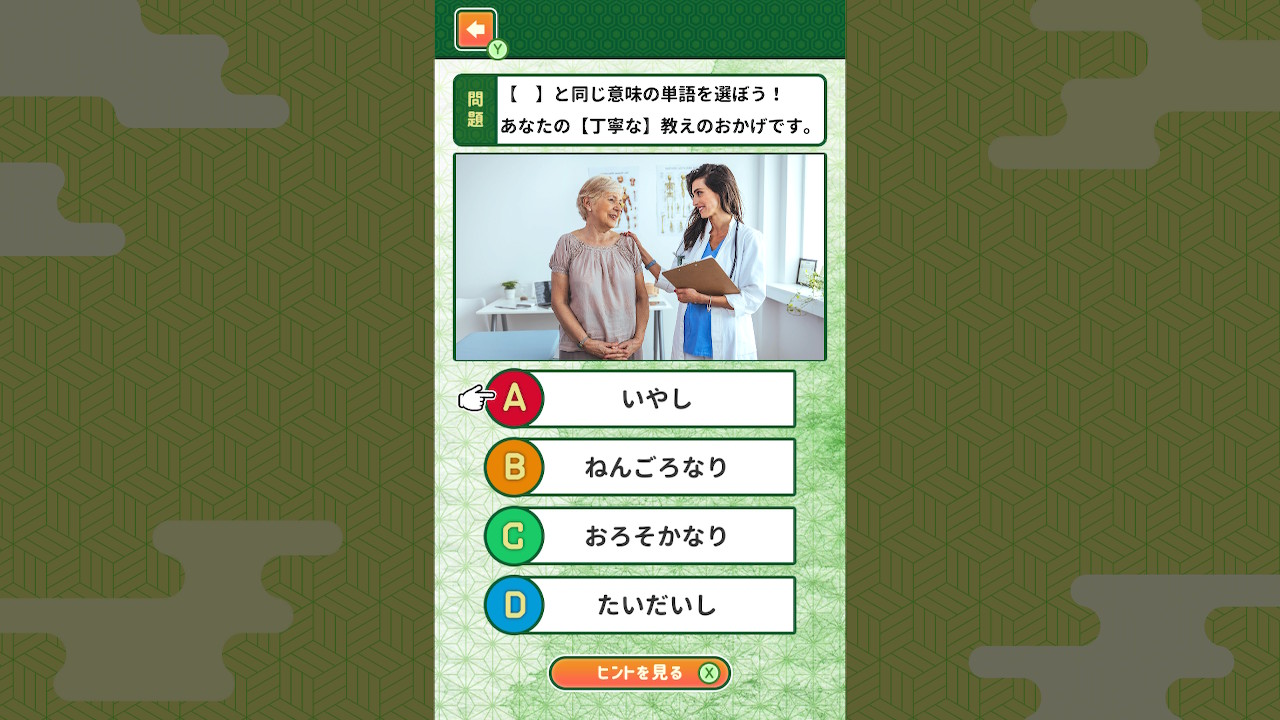 Y
問題
【　】と同じ意味の単語を選ぼう！
あなたの【丁寧な】教えのおかげです。
A いやし
B ねんごろなり
C おろそかなり
D たいだいし
ヒントを見る X